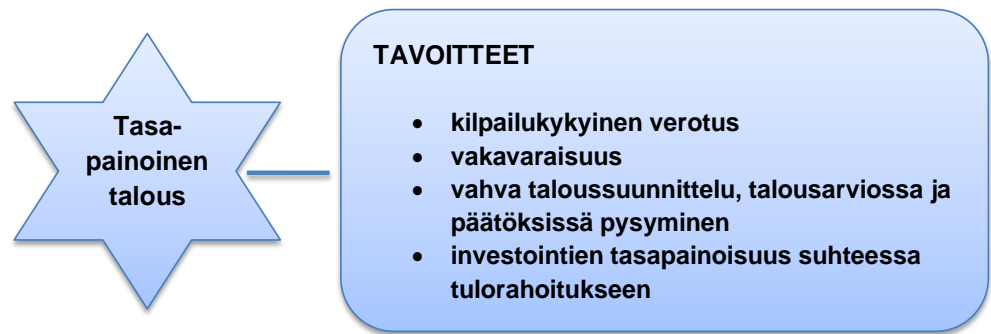 Tasa-
painoinen
talous
TAVOITTEET
• kilpailukykyinen verotus
• vakavaraisuus
• vahva taloussuunnittelu, talousarviossa ja
päätöksissä pysyminen
• investointien tasapainoisuus suhteessa
tulorahoitukseen